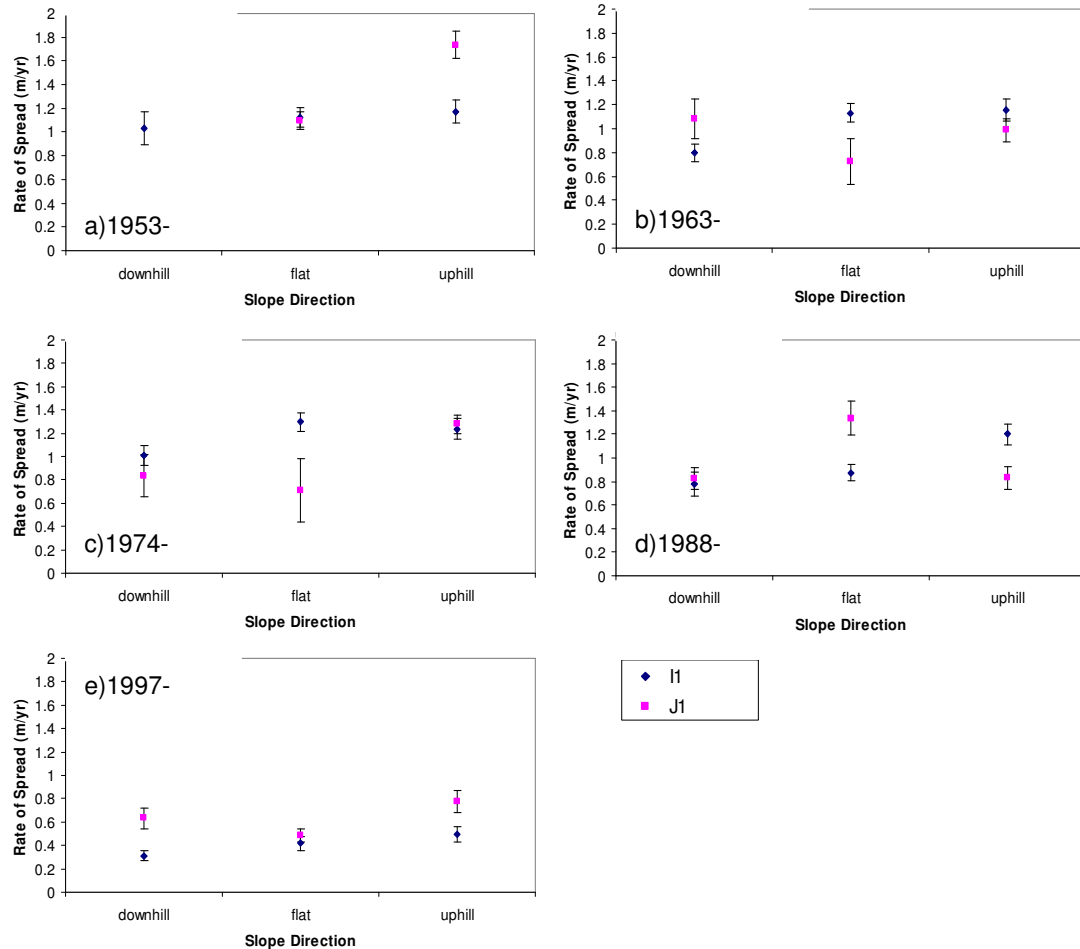 2
1.8
1.6
1.4
1.2
1
0.8
0.6
0.4
0.2
0
Rate of Spread (m/yr)
a)1953-
downhill flat uphill
Slope Direction
2
1.8
1.6
1.4
1.2
1
0.8
0.6
0.4
0.2
0
Rate of Spread (m/yr)
b)1963-
downhill flat uphill
Slope Direction
2
1.8
1.6
1.4
1.2
1
0.8
0.6
0.4
0.2
0
Rate of Spread (m/yr)
c)1974-
downhill flat uphill
Slope Direction
2
1.8
1.6
1.4
1.2
1
0.8
0.6
0.4
0.2
0
Rate of Spread (m/yr)
d)1988-
downhill flat uphill
Slope Direction
2
1.8
1.6
1.4
1.2
1
0.8
0.6
0.4
0.2
0
Rate of Spread (m/yr)
e)1997-
downhill flat uphill
Slope Direction
I1
J1